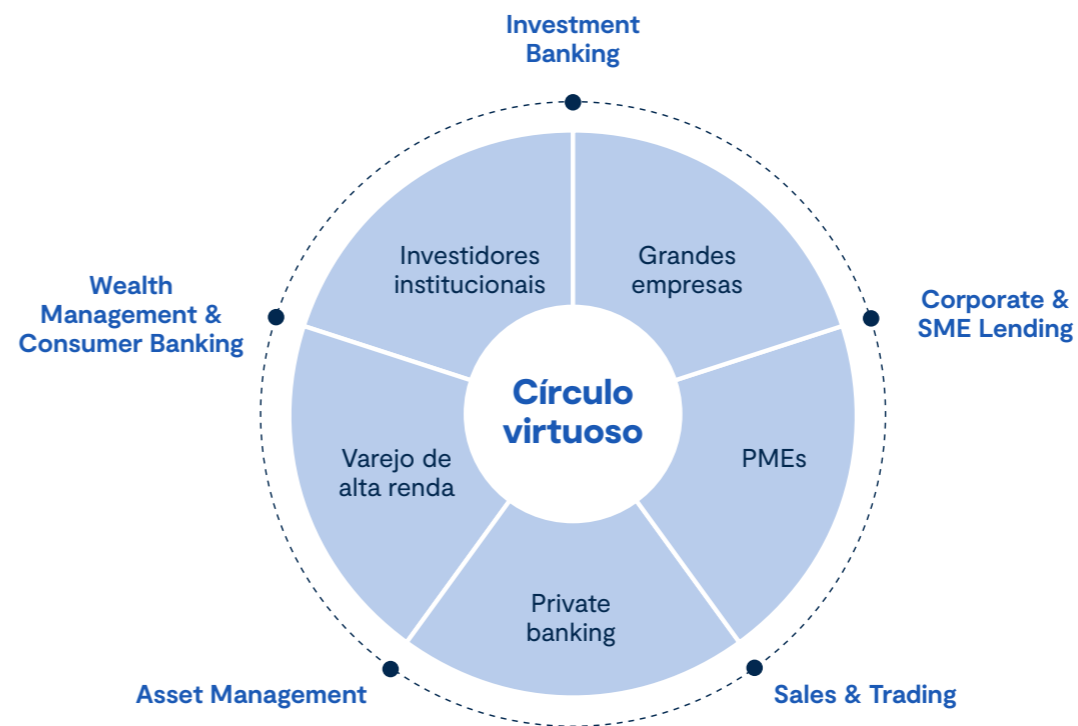 Investment
Banking
Investidores
institucionais
Grandes
empresas
Wealth
Management &
Consumer Banking
Corporate &
SME Lending
Círculo
virtuoso
Varejo de
alta renda
PMEs
Private
banking
Asset Management
Sales & Trading